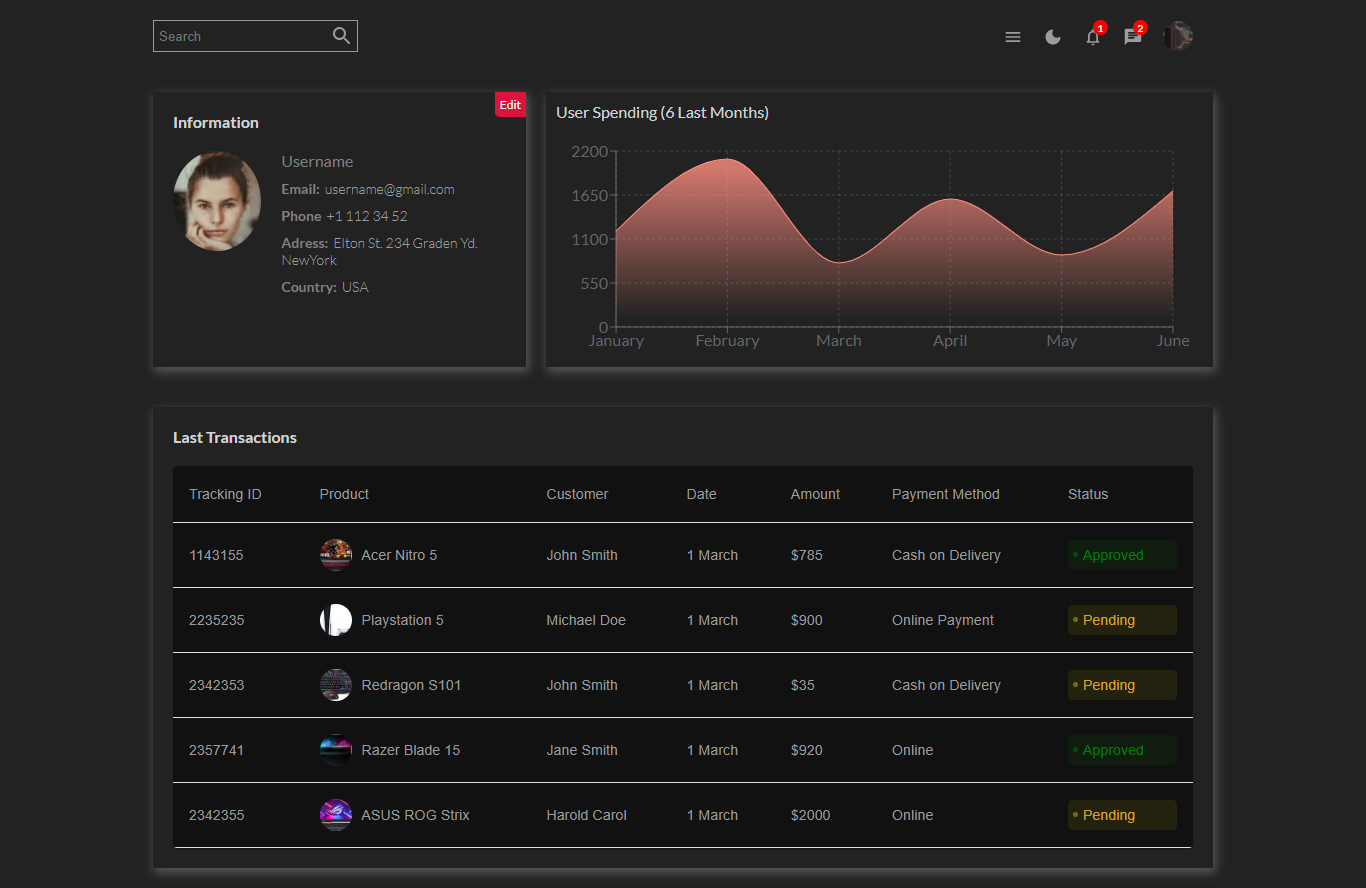 Search
1
2
Edit
Information
Username
Email: username@gmail.com
Phone +1 112 34 52
Adress: Elton St. 234 Graden Yd.
NewYork
Country: USA
User Spending (6 Last Months)
2200
1650
1100
550
0
January February March April May June
Last Transactions
Tracking ID Product Customer Date Amount Payment Method Status
1143155 Acer Nitro 5 John Smith 1 March $785 Cash on Delivery Approved
2235235 Playstation 5 Michael Doe 1 March $900 Online Payment Pending
2342353 Redragon S101 John Smith 1 March $35 Cash on Delivery Pending
2357741 Razer Blade 15 Jane Smith 1 March $920 Online Approved
2342355 ASUS ROG Strix Harold Carol 1 March $2000 Online Pending